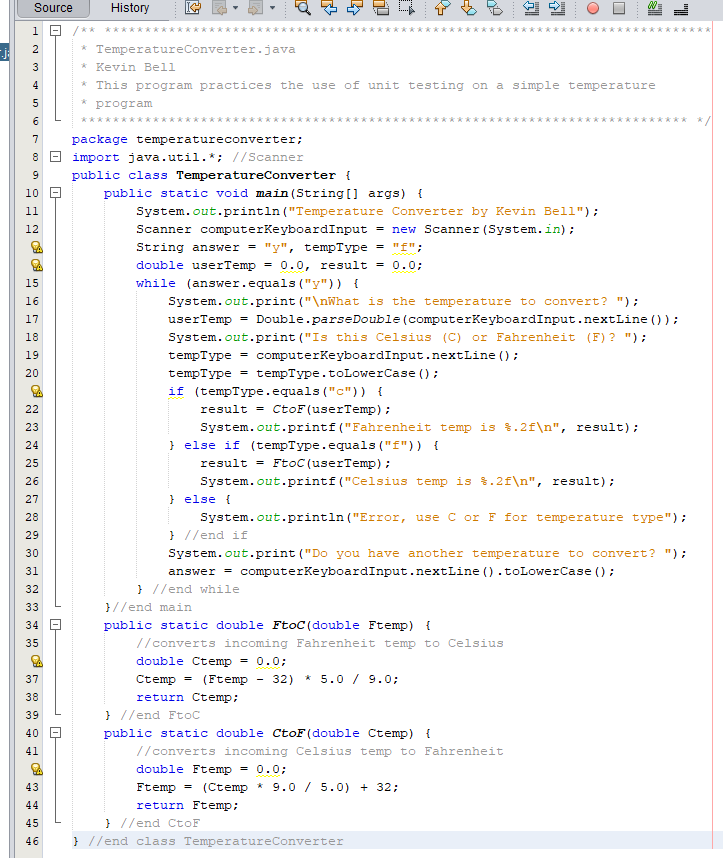 Source History
1 /** ****************************************************************************
2 * TemperatureConverter.java
3 * Kevin Bell
4 * This program practices the use of unit testing on a simple temperature
5 * program
6 **************************************************************************** */
7 package temperatureconverter;
8 import java.util.*; //Scanner
9 public class TemperatureConverter {
10 public static void main(String[] args) {
11 System.out.println("Temperature Converter by Kevin Bell");
12 Scanner computerKeyboardInput = new Scanner(System.in);
String answer = "y", tempType = "f";
double userTemp = 0.0, result = 0.0;
15 while (answer.equals("y")) {
16 System.out.print("\nWhat is the temperature to convert? ");
17 userTemp = Double.parseDouble(computerKeyboardInput.nextLine());
18 System.out.print("Is this Celsius (C) or Fahrenheit (F)? ");
19 tempType = computerKeyboardInput.nextLine();
20 tempType = tempType.toLowerCase();
if (tempType.equals("c")) {
22 result = CtoF(userTemp);
23 System.out.printf("Fahrenheit temp is %.2f\n", result);
24 } else if (tempType.equals("f")) {
25 result = FtoC(userTemp);
26 System.out.printf("Celsius temp is %.2f\n", result);
27 } else {
28 System.out.println("Error, use C or F for temperature type");
29 } //end if
30 System.out.print("Do you have another temperature to convert? ");
31 answer = computerKeyboardInput.nextLine().toLowerCase();
32 } //end while
33 }//end main
34 public static double FtoC(double Ftemp) {
35 //converts incoming Fahrenheit temp to Celsius
double Ctemp = 0.0;
37 Ctemp = (Ftemp - 32) * 5.0 / 9.0;
38 return Ctemp;
39 } //end FtoC
40 public static double CtoF(double Ctemp) {
41 //converts incoming Celsius temp to Fahrenheit
double Ftemp = 0.0;
43 Ftemp = (Ctemp * 9.0 / 5.0) + 32;
44 return Ftemp;
45 } //end CtoF
46 } //end class TemperatureConverter